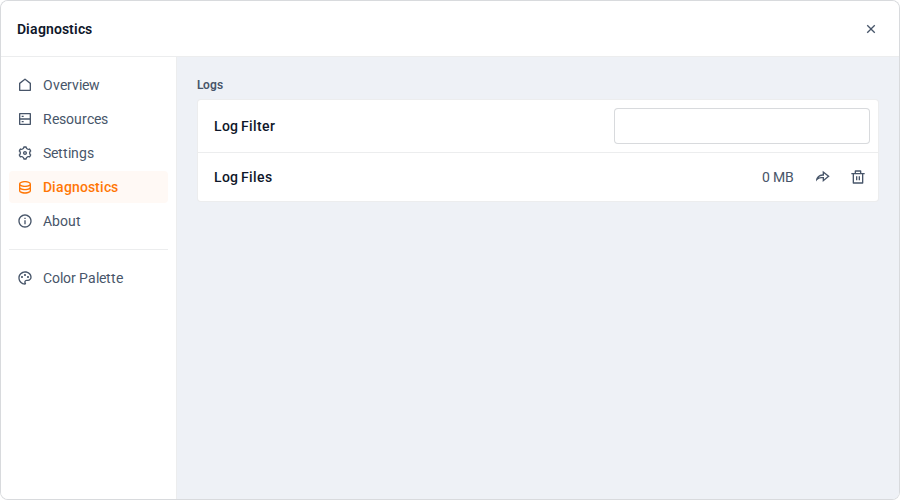 Diagnostics
Overview
Resources
Settings
Diagnostics
About
Color Palette
Logs
Log Filter
Log Files 0 MB